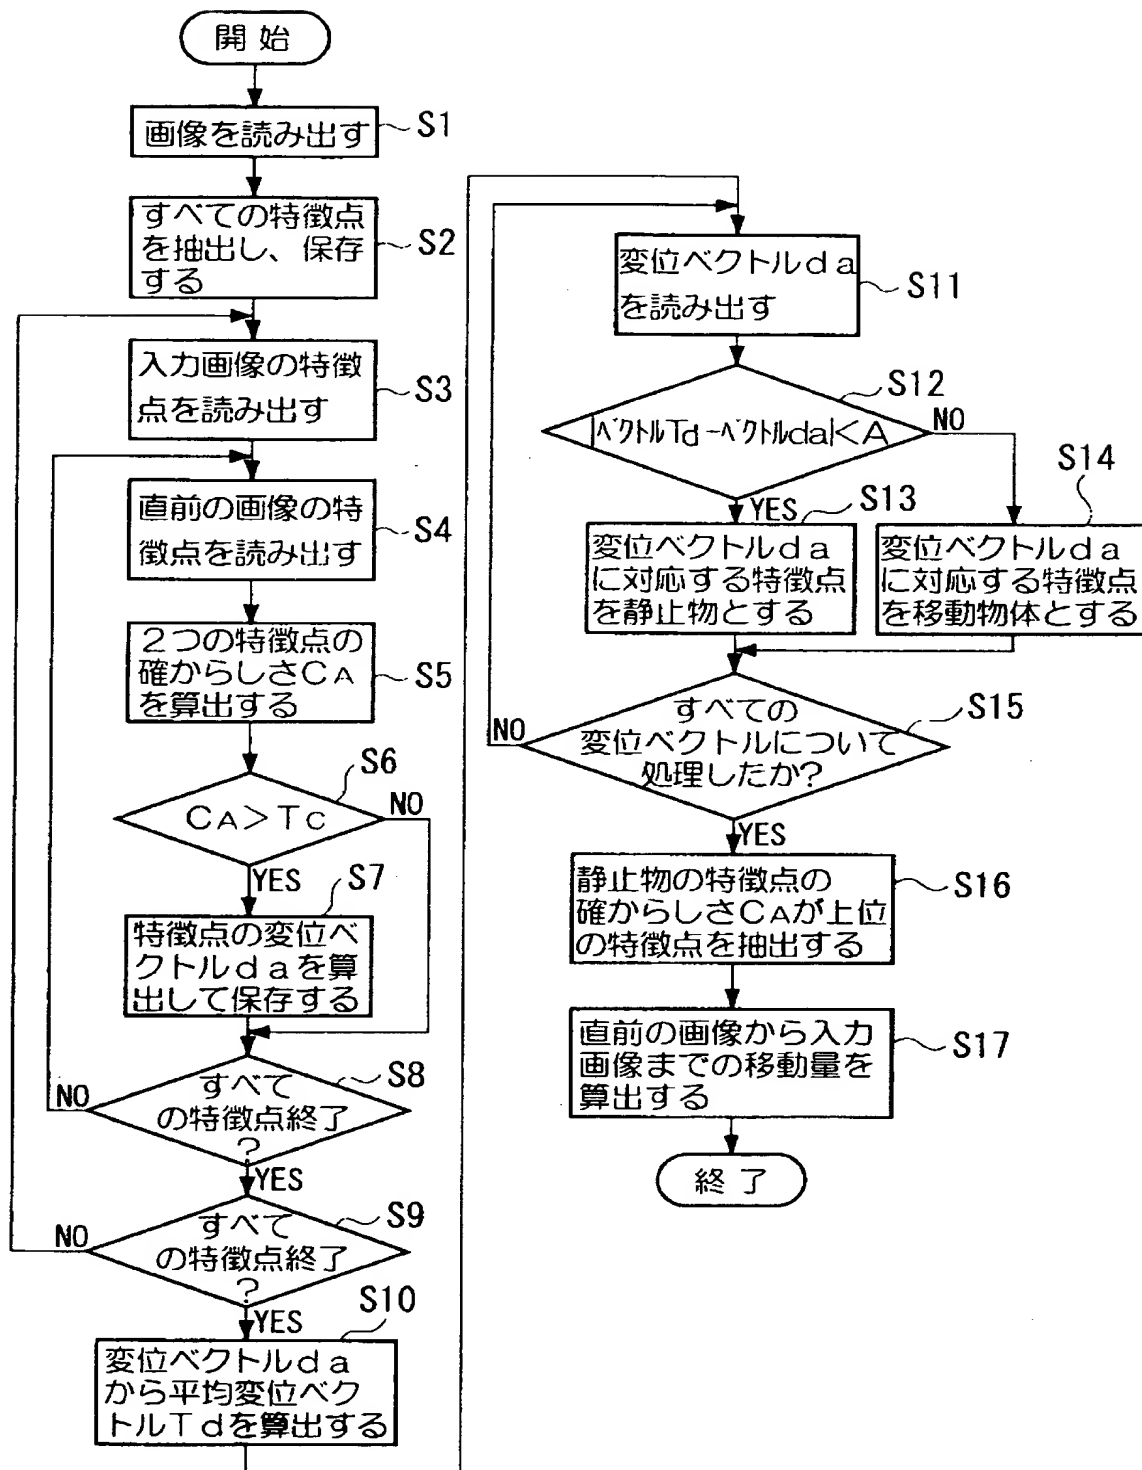 開始
画像を読み出す
S1
すべての特徴点
を抽出し、保存
する
S2
入力画像の特徴
点を読み出す
S3
直前の画像の特
徴点を読み出す
S4
2つの特徴点の
確からしさCA
を算出する
S5
CA>TC
S6
NO
YES
S7
特徴点の変位ベ
クトルdaを算
出して保存する
すべて
の特徴点終了
?
S8
NO
YES
すべて
の特徴点終了
?
S9
NO
YES
S10
変位ベクトルda
から平均変位ベク
トルTdを算出する
変位ベクトルda
を読み出す
S11
|ベクトルTd-ベクトルda|<A
S12
NO
YES
S13
変位ベクトルda
に対応する特徴点
を静止物とする
S14
変位ベクトルda
に対応する特徴点
を移動物体とする
すべての
変位ベクトルについて
処理したか?
S15
NO
YES
静止物の特徴点の
確からしさCAが上位
の特徴点を抽出する
S16
直前の画像から入力
画像までの移動量を
算出する
S17
終了